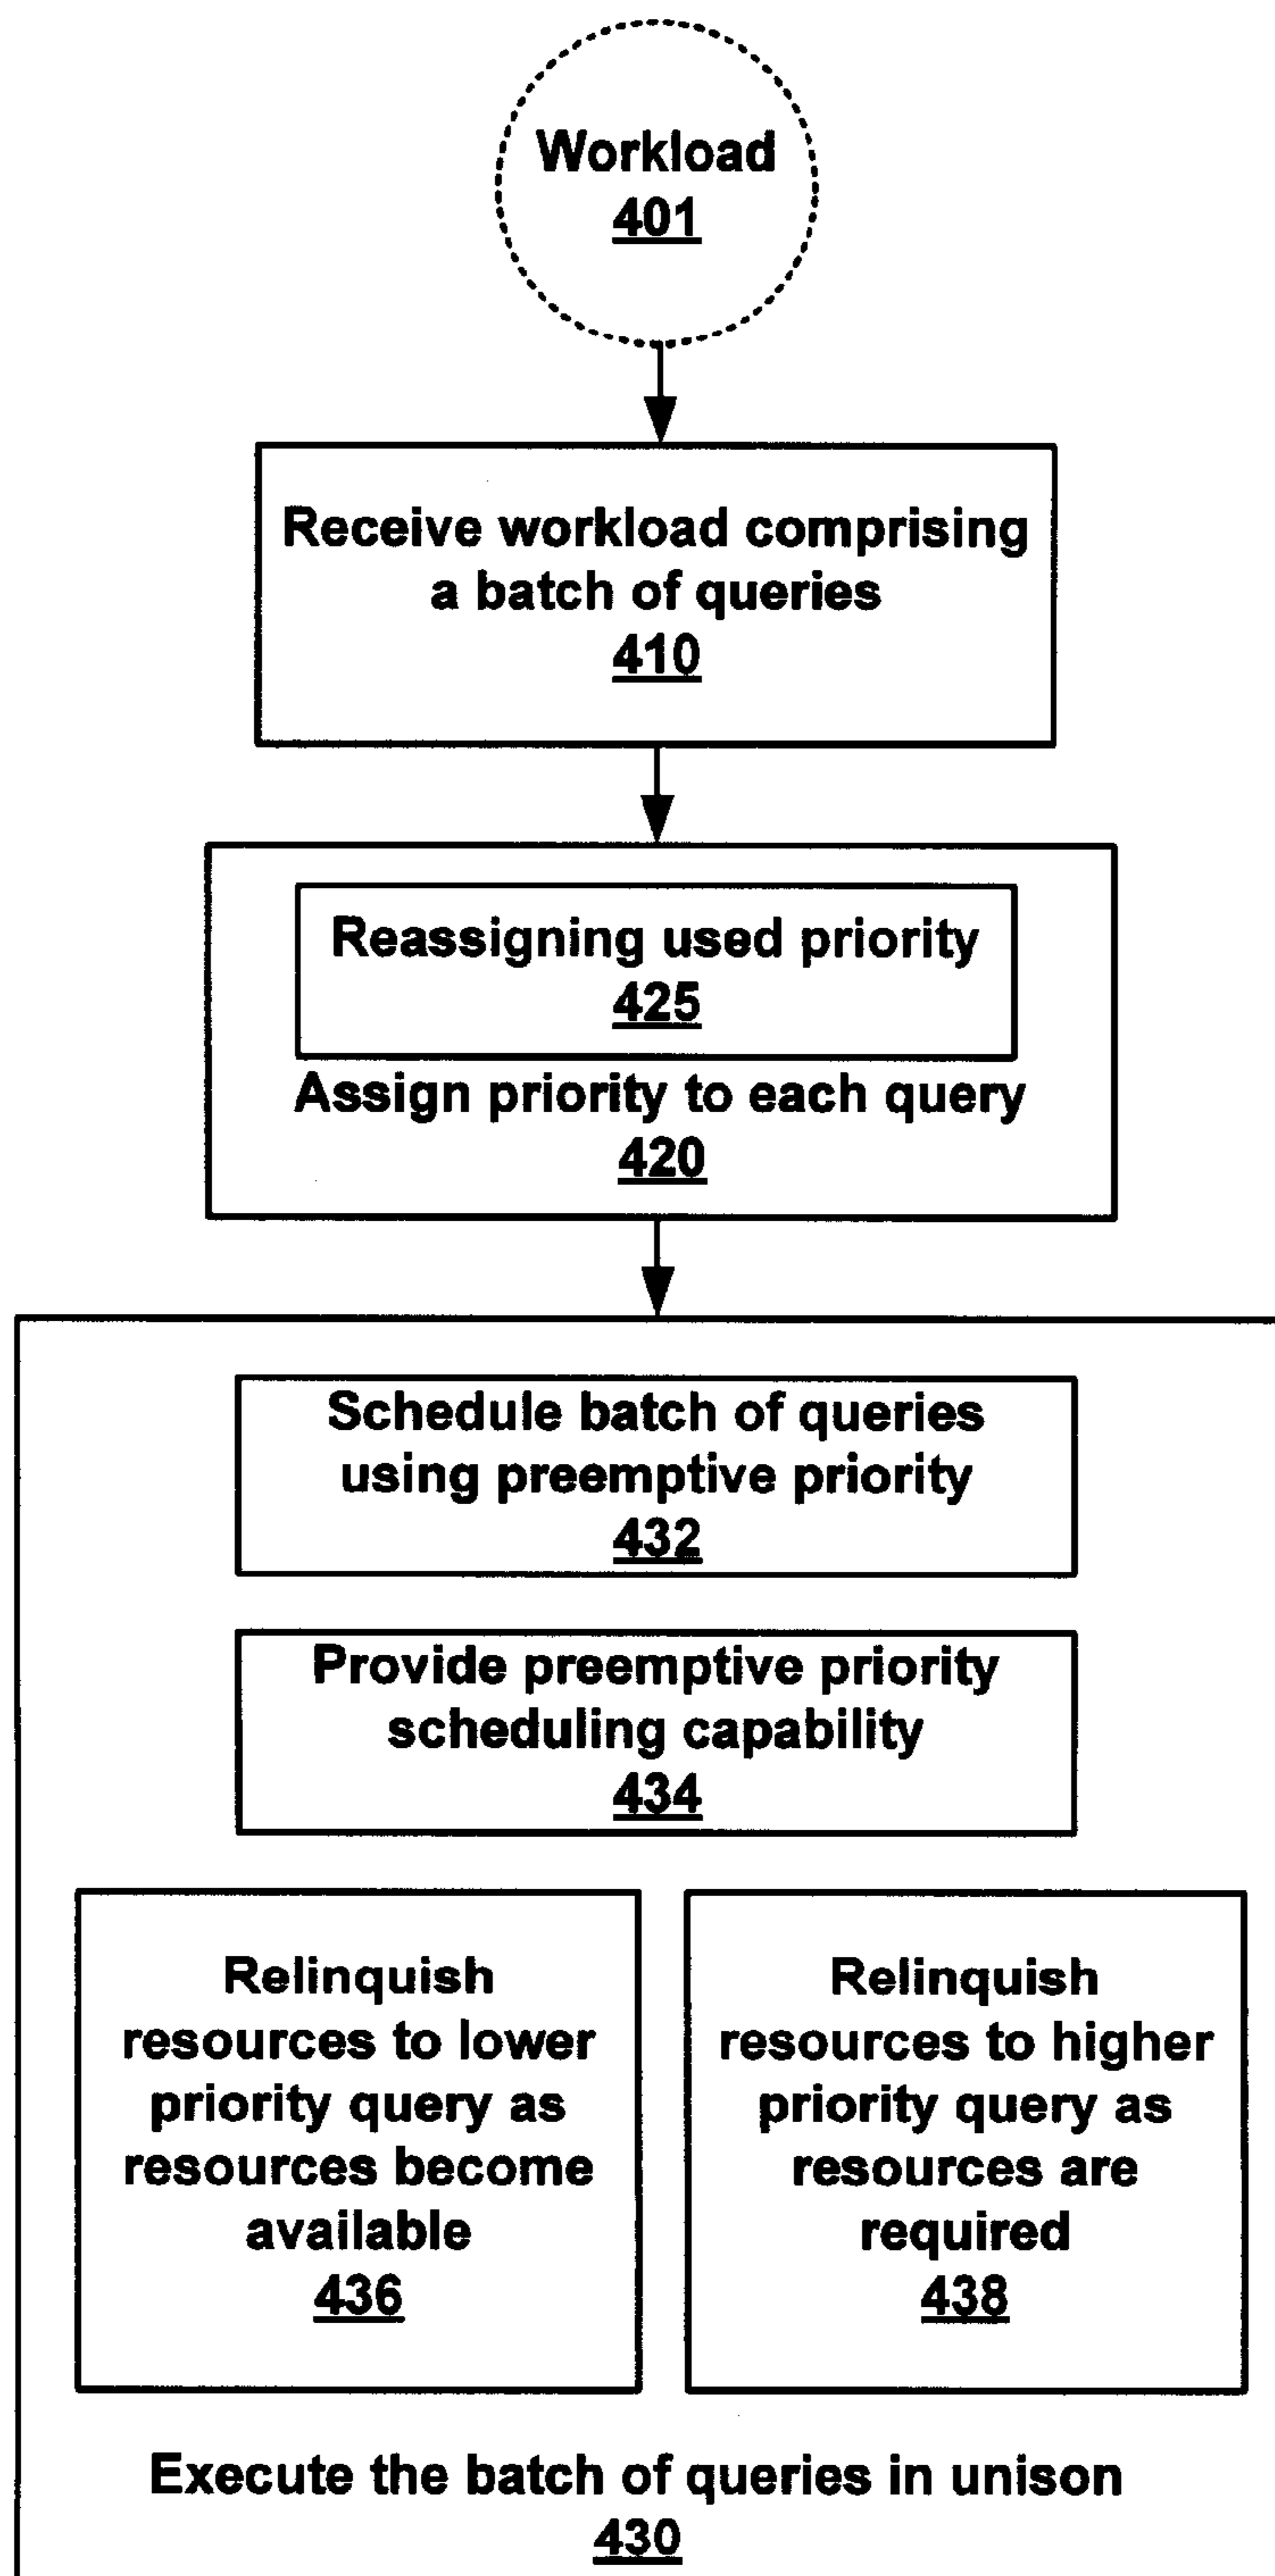 Workload
401
Receive workload comprising
a batch of queries
410
Reassigning used priority
425
Assign priority to each query
420
Schedule batch of queries
using preemptive priority
432
Provide preemptive priority
scheduling capability
434
Relinquish
resources to lower
priority query as
resources become
available
436
Relinquish
resources to higher
priority query as
resources are
required
438
Execute the batch of queries in unison
430